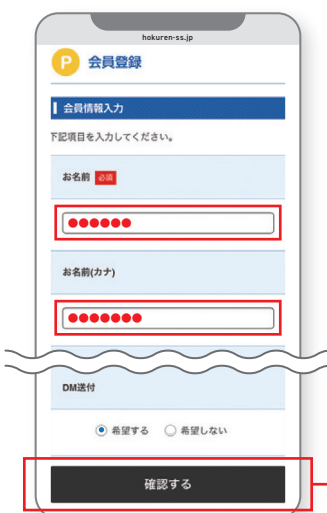 hokuren-ss.jp
P 会員登録
会員情報入力
下記項目を入力してください。
お名前 必須
●●●●●●
お名前(カナ)
●●●●●●●
DM送付
希望する 希望しない
確認する